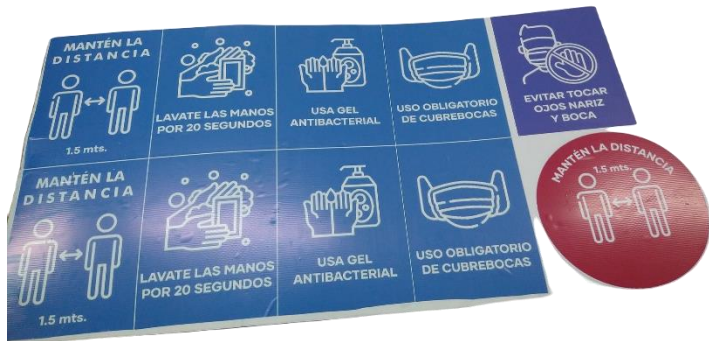 MANTÉN LA
DISTANCIA
1.5 mts.
LAVATE LAS MANOS
POR 20 SEGUNDOS
USA GEL
ANTIBACTERIAL
USO OBLIGATORIO
DE CUBREBOCAS
EVITAR TOCAR
OJOS NARIZ
Y BOCA
MANTÉN LA
DISTANCIA
1.5 mts.
LAVATE LAS MANOS
POR 20 SEGUNDOS
USA GEL
ANTIBACTERIAL
USO OBLIGATORIO
DE CUBREBOCAS
MANTÉN LA DISTANCIA
1.5 mts.